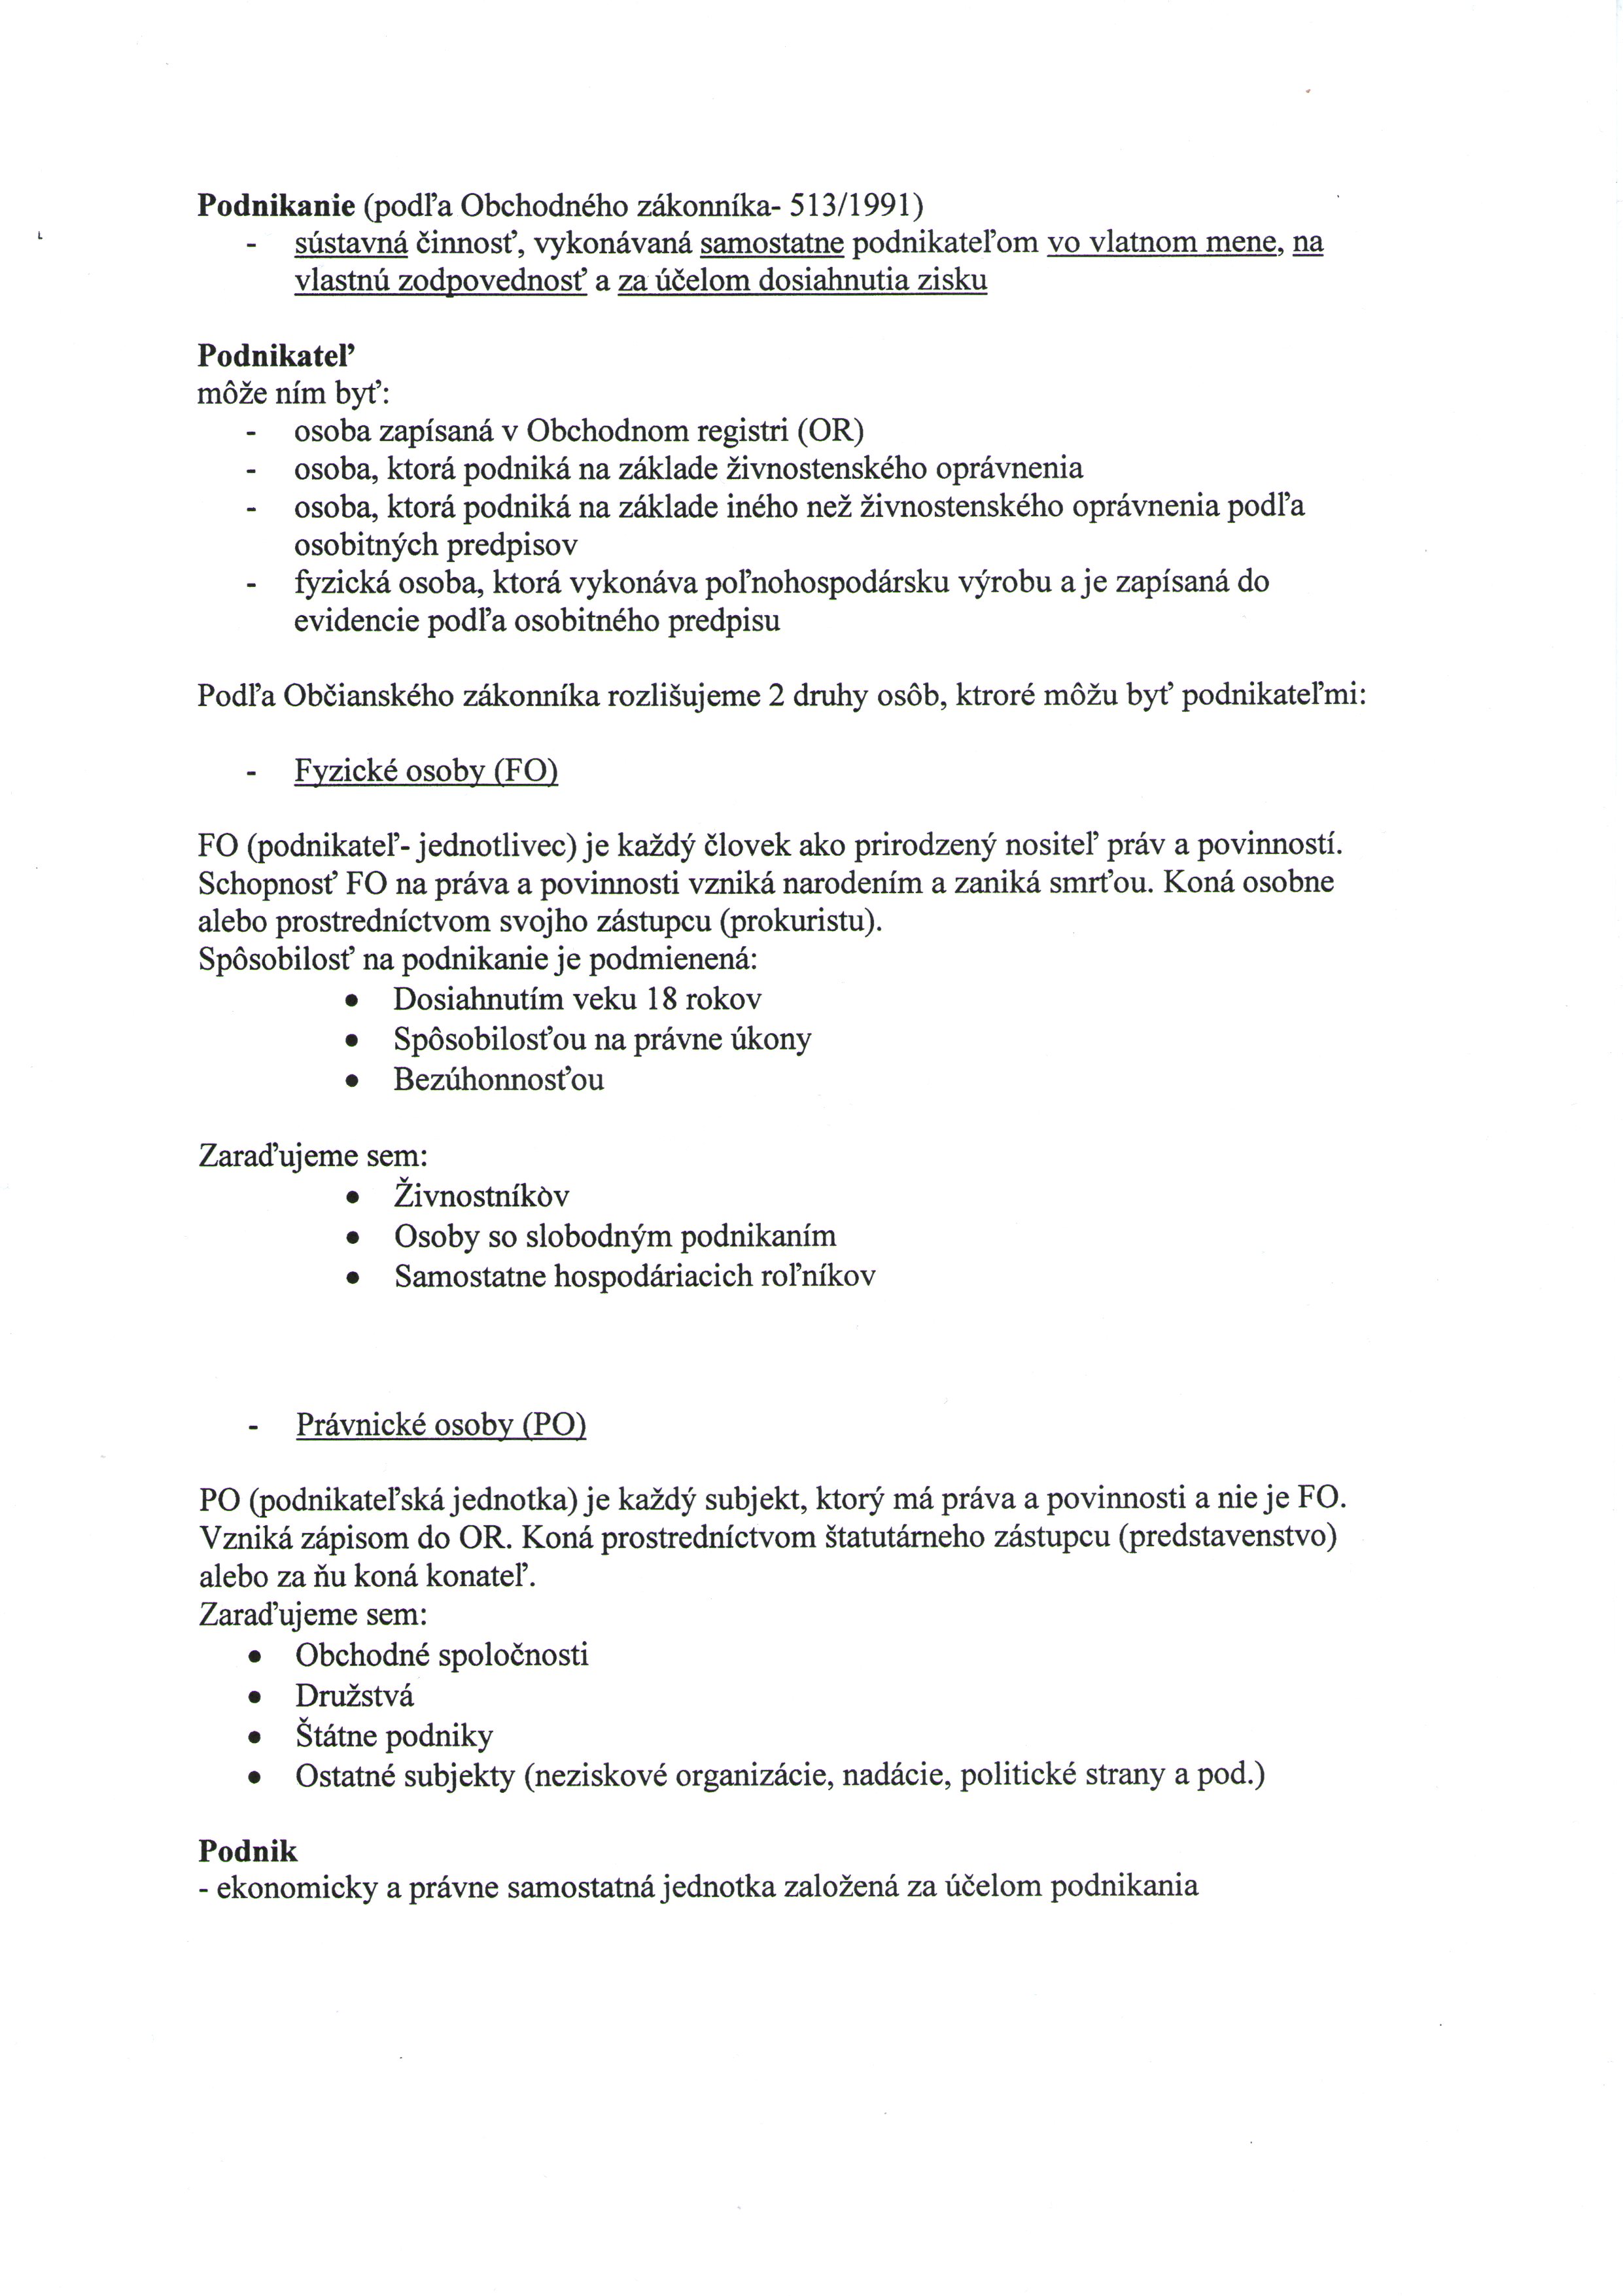 Podnikanie (podľa Obchodného zákonníka- 513/1991)
- sústavná činnosť, vykonávaná samostatne podnikateľom vo vlatnom mene, na
vlastnú zodpovednosť a za účelom dosiahnutia zisku
Podnikateľ
môže ním byť:
- osoba zapísaná v Obchodnom registri (OR)
- osoba, ktorá podniká na základe živnostenského oprávnenia
- osoba, ktorá podniká na základe iného než živnostenského oprávnenia podľa
osobitných predpisov
- fyzická osoba, ktorá vykonáva poľnohospodársku výrobu a je zapísaná do
evidencie podľa osobitného predpisu
Podľa Občianského zákonníka rozlišujeme 2 druhy osôb, ktroré môžu byť podnikateľmi:
- Fyzické osoby (FO)
FO (podnikateľ- jednotlivec) je každý človek ako prirodzený nositeľ práv a povinností.
Schopnosť FO na práva a povinnosti vzniká narodením a zaniká smrťou. Koná osobne
alebo prostredníctvom svojho zástupcu (prokuristu).
Spôsobilosť na podnikanie je podmienená:
• Dosiahnutím veku 18 rokov
• Spôsobilosťou na právne úkony
• Bezúhonnosťou
Zaraďujeme sem:
• Živnostníkòv
• Osoby so slobodným podnikaním
• Samostatne hospodáriacich roľníkov
- Právnické osoby (PO)
PO (podnikateľská jednotka) je každý subjekt, ktorý má práva a povinnosti a nie je FO.
Vzniká zápisom do OR. Koná prostredníctvom štatutárneho zástupcu (predstavenstvo)
alebo za ňu koná konateľ.
Zaraďujeme sem:
• Obchodné spoločnosti
• Družstvá
• Štátne podniky
• Ostatné subjekty (neziskové organizácie, nadácie, politické strany a pod.)
Podnik
- ekonomicky a právne samostatná jednotka založená za účelom podnikania